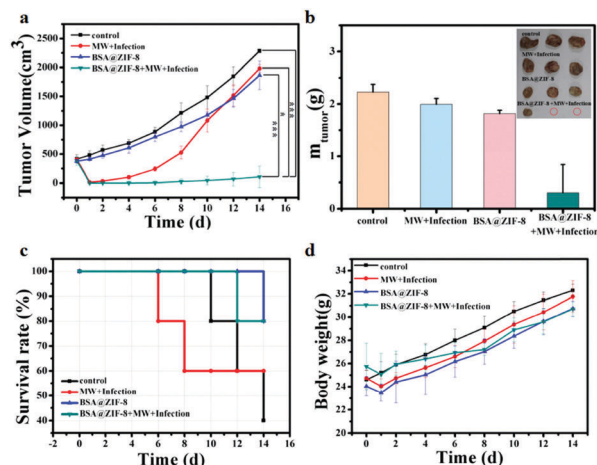 a
Tumor Volume(cm3)
2500
2000
1500
1000
500
0
control
MW+Infection
BSA@ZIF-8
BSA@ZIF-8+MW+Infection
***
*
***
0 2 4 6 8 10 12 14 16
Time (d)
b
m tumor(g)
3
2
1
0
control
MW+Infection
BSA@ZIF-8
BSA@ZIF-8+MW+Infection
control
MW+Infection
BSA@ZIF-8
BSA@ZIF-8
+MW+Infection
c
Survival rate (%)
100
90
80
70
60
50
40
control
MW+Infection
BSA@ZIF-8
BSA@ZIF-8+MW+Infection
-2 0 2 4 6 8 10 12 14 16
Time (d)
d
Body weight(g)
34
32
30
28
26
24
22
20
control
MW+Infection
BSA@ZIF-8
BSA@ZIF-8+MW+Infection
0 2 4 6 8 10 12 14
Time (d)